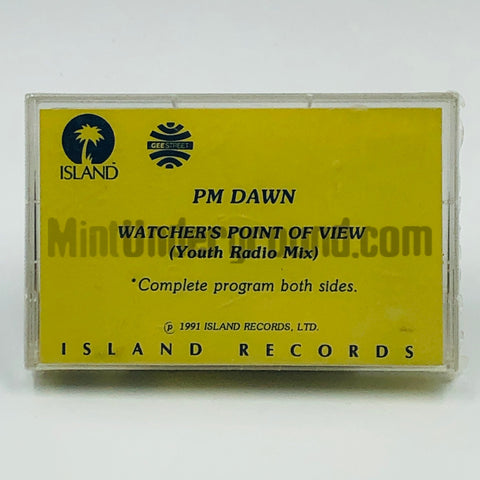 ISLAND™
GEE STREET
PM DAWN
WATCHER'S POINT OF VIEW
MintUnderground.com
(Youth Radio Mix)
*Complete program both sides.
℗ 1991 ISLAND RECORDS, LTD.
ISLAND RECORDS